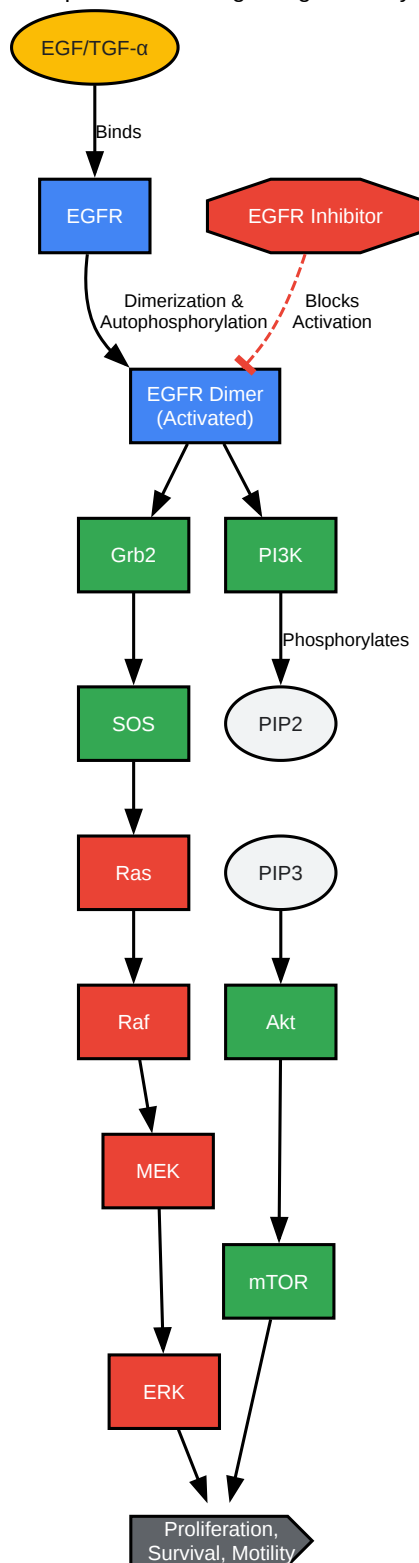 EGF/TGF-α
Binds
EGFR
EGFR Inhibitor
Dimerization &
Autophosphorylation
Blocks
Activation
EGFR Dimer
(Activated)
Grb2
PI3K
Phosphorylates
SOS
PIP2
Ras
PIP3
Raf
Akt
MEK
mTOR
ERK
Proliferation,
Survival, Motility